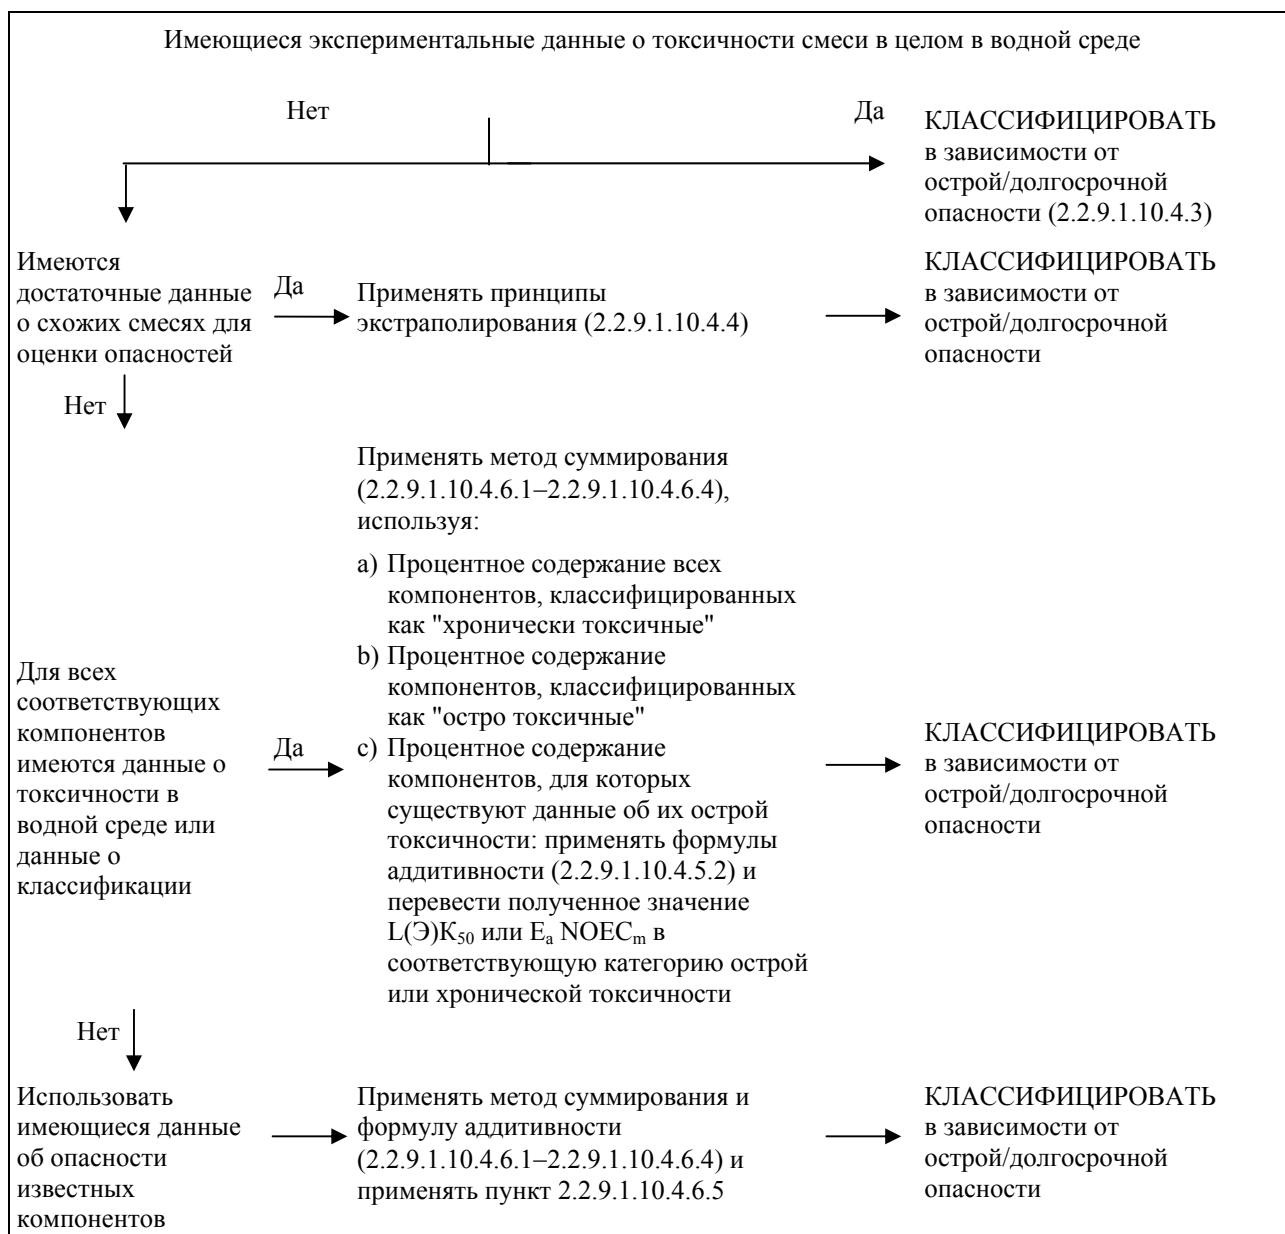 Имеющиеся экспериментальные данные о токсичности смеси в целом в водной среде
Нет
Да
КЛАССИФИЦИРОВАТЬ
в зависимости от
острой/долгосрочной
опасности (2.2.9.1.10.4.3)
Имеются
достаточные данные
о схожих смесях для
оценки опасностей
Да
Применять принципы
экстраполирования (2.2.9.1.10.4.4)
КЛАССИФИЦИРОВАТЬ
в зависимости от
острой/долгосрочной
опасности
Нет
Для всех
соответствующих
компонентов
имеются данные о
токсичности в
водной среде или
данные о
классификации
Да
Применять метод суммирования
(2.2.9.1.10.4.6.1–2.2.9.1.10.4.6.4),
используя:
a) Процентное содержание всех
компонентов, классифицированных
как "хронически токсичные"
b) Процентное содержание
компонентов, классифицированных
как "остро токсичные"
c) Процентное содержание
компонентов, для которых
существуют данные об их острой
токсичности: применять формулы
аддитивности (2.2.9.1.10.4.5.2) и
перевести полученное значение
L(Э)К₅₀ или EₐNOECₘ в
соответствующую категорию острой
или хронической токсичности
КЛАССИФИЦИРОВАТЬ
в зависимости от
острой/долгосрочной
опасности
Нет
Использовать
имеющиеся данные
об опасности
известных
компонентов
Применять метод суммирования и
формулу аддитивности
(2.2.9.1.10.4.6.1–2.2.9.1.10.4.6.4) и
применять пункт 2.2.9.1.10.4.6.5
КЛАССИФИЦИРОВАТЬ
в зависимости от
острой/долгосрочной
опасности